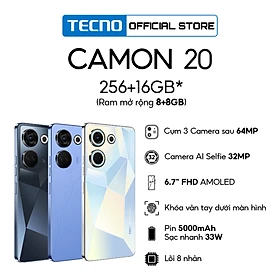 TECNO OFFICIAL STORE
CAMON 20
256+16GB*
(Ram mở rộng 8+8GB)
Cụm 3 Camera sau 64MP
32 Camera AI Selfie 32MP
6.7" FHD AMOLED
Khóa vân tay dưới màn hình
Pin 5000mAh
Sạc nhanh 33W
Lõi 8 nhân